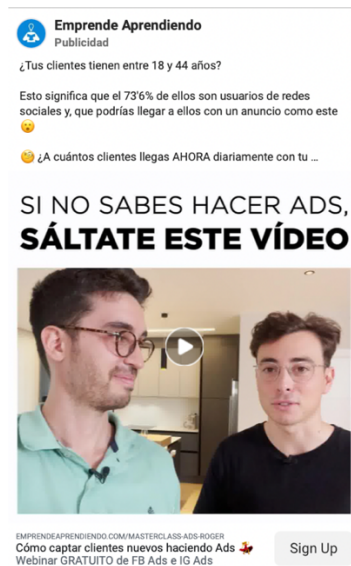 Emprende Aprendiendo
Publicidad
¿Tus clientes tienen entre 18 y 44 años?
Esto significa que el 73'6% de ellos son usuarios de redes
sociales y, que podrías llegar a ellos con un anuncio como este
😮
🧐 ¿A cuántos clientes llegas AHORA diariamente con tu ...
SI NO SABES HACER ADS,
SÁLTATE ESTE VÍDEO
EMPRENDEAPRENDIENDO.COM/MASTERCLASS-ADS-ROGER
Cómo captar clientes nuevos haciendo Ads 💃
Webinar GRATUITO de FB Ads e IG Ads
Sign Up